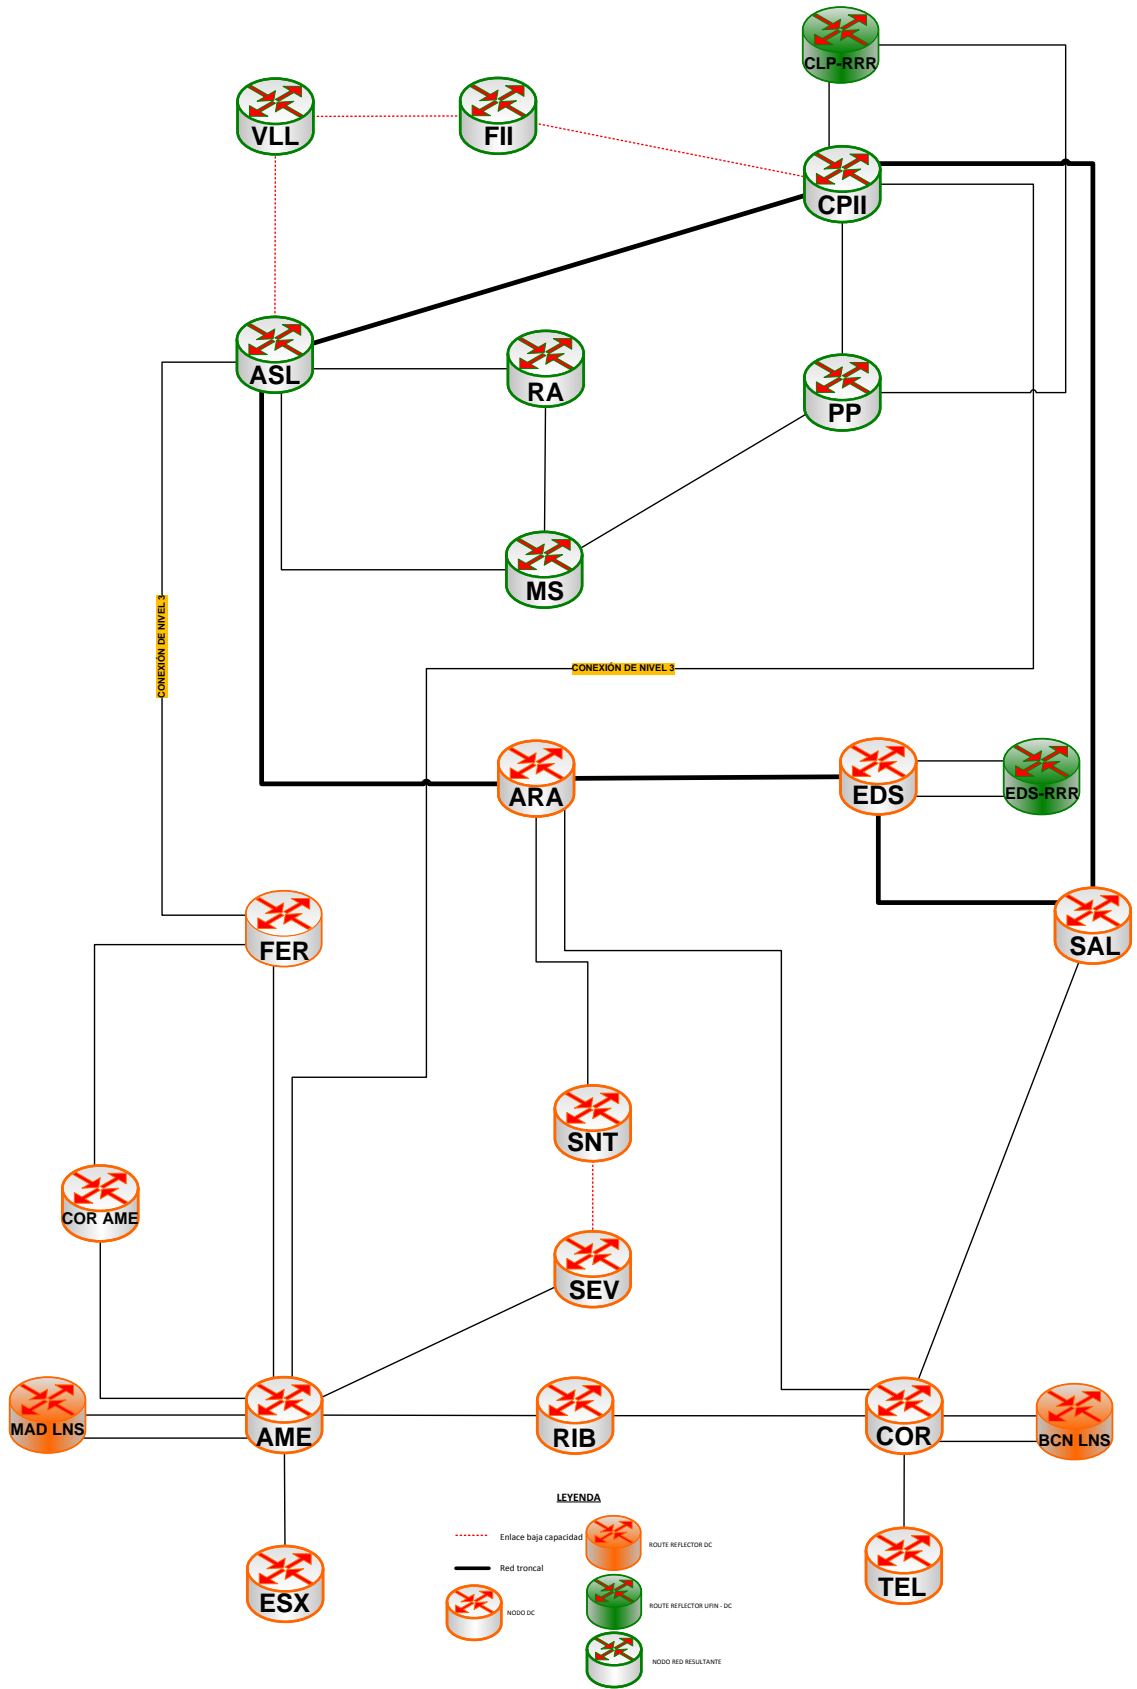 CLP-RRR
VLL
FII
CPII
ASL
RA
PP
MS
CONEXIÓN DE NIVEL 3
CONEXIÓN DE NIVEL 3
ARA
EDS
EDS-RRR
FER
SAL
SNT
COR AME
SEV
MAD LNS
AME
RIB
COR
BCN LNS
LEYENDA
Enlace baja capacidad
ROUTE REFLECTOR DC
Red troncal
ESX
TEL
NODO DC
ROUTE REFLECTOR UFIN - DC
NODO RED RESULTANTE